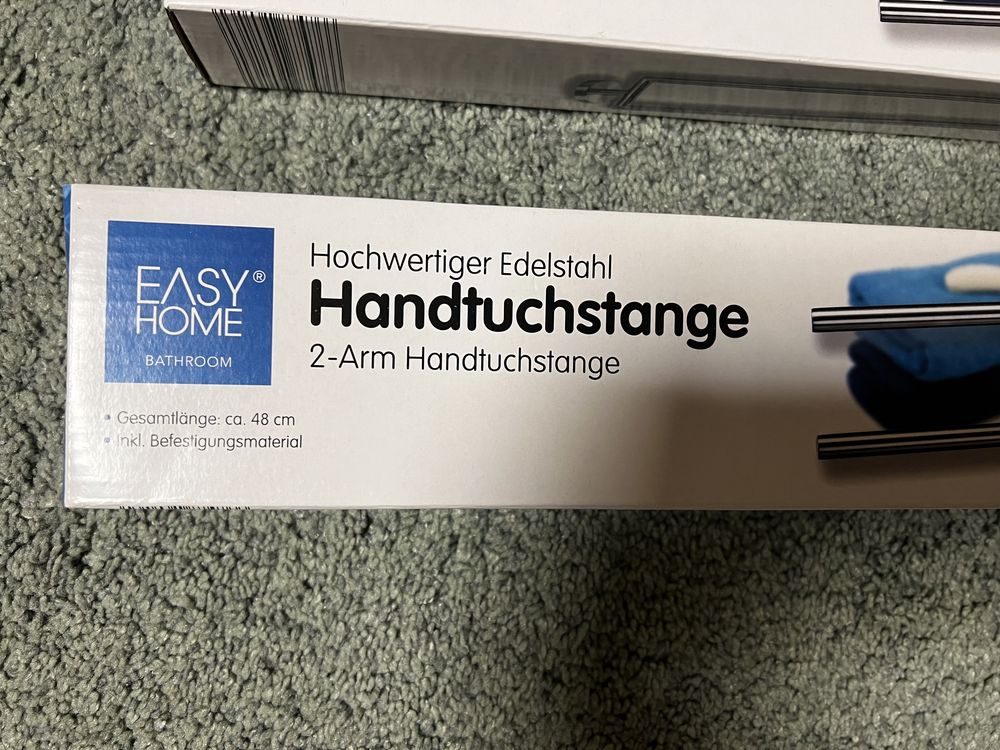 EASY®
HOME
BATHROOM
Hochwertiger Edelstahl
Handtuchstange
2-Arm Handtuchstange
• Gesamtlänge: ca. 48 cm
• Inkl. Befestigungsmaterial